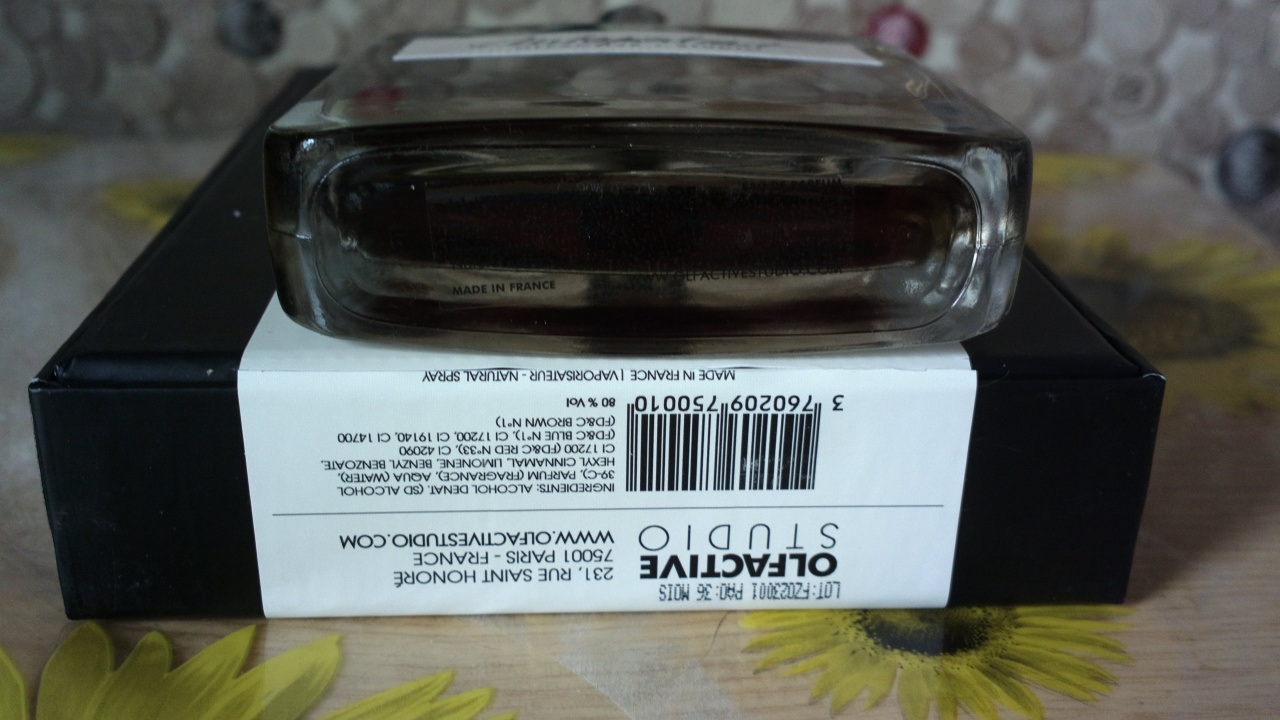 MADE IN FRANCE
WWW.OLFACTIVESTUDIO.COM
LOT:FZ023001 PAO:36 MOIS
OLFACTIVE
STUDIO
231, RUE SAINT HONORÉ
75001 PARIS - FRANCE
WWW.OLFACTIVESTUDIO.COM
INGREDIENTS: ALCOHOL DENAT. (SD ALCOHOL
39-C), PARFUM (FRAGRANCE), AQUA (WATER),
HEXYL CINNAMAL, LIMONENE, BENZYL BENZOATE,
CI 17200 (FD&C RED N°33), CI 42090
(FD&C BLUE N°1), CI 17200, CI 19140, CI 14700
(FD&C BROWN N°1)
80 % Vol
3 760209 750010
MADE IN FRANCE | VAPORISATEUR - NATURAL SPRAY